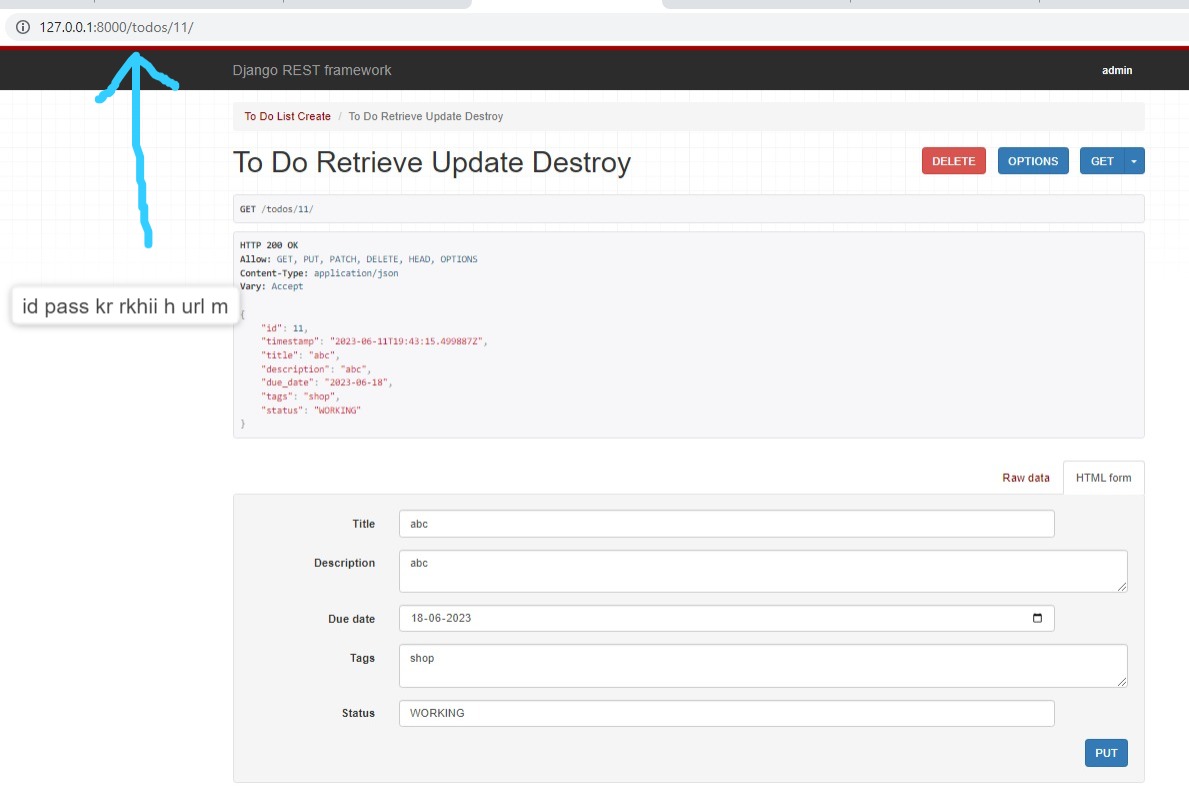 127.0.0.1:8000/todos/11/
Django REST framework
admin
To Do List Create / To Do Retrieve Update Destroy
To Do Retrieve Update Destroy
DELETE
OPTIONS
GET
GET /todos/11/
HTTP 200 OK
Allow: GET, PUT, PATCH, DELETE, HEAD, OPTIONS
Content-Type: application/json
Vary: Accept
id pass kr rkhii h url m
{
"id": 11,
"timestamp": "2023-06-11T19:43:15.499887Z",
"title": "abc",
"description": "abc",
"due_date": "2023-06-18",
"tags": "shop",
"status": "WORKING"
}
Raw data
HTML form
Title
abc
Description
abc
Due date
18-06-2023
Tags
shop
Status
WORKING
PUT